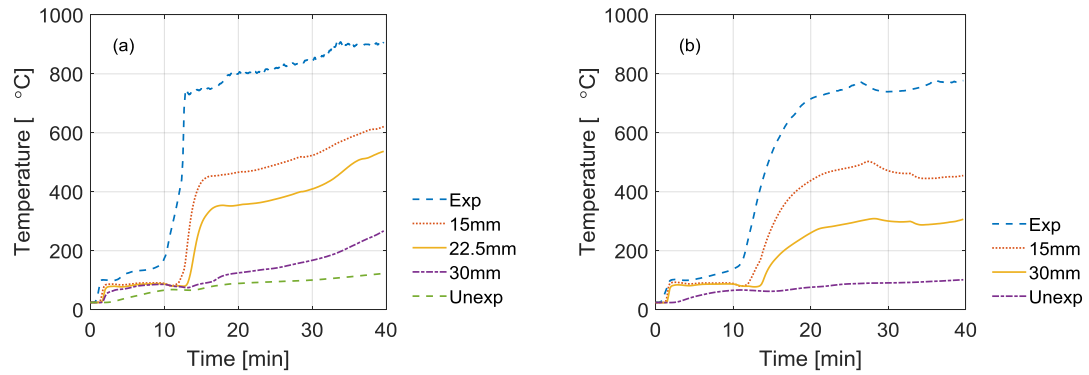 (a)
1000
800
600
400
200
0
Temperature [ °C]
0 10 20 30 40
Time [min]
Exp
15mm
22.5mm
30mm
Unexp
(b)
1000
800
600
400
200
0
Temperature [ °C]
0 10 20 30 40
Time [min]
Exp
15mm
30mm
Unexp